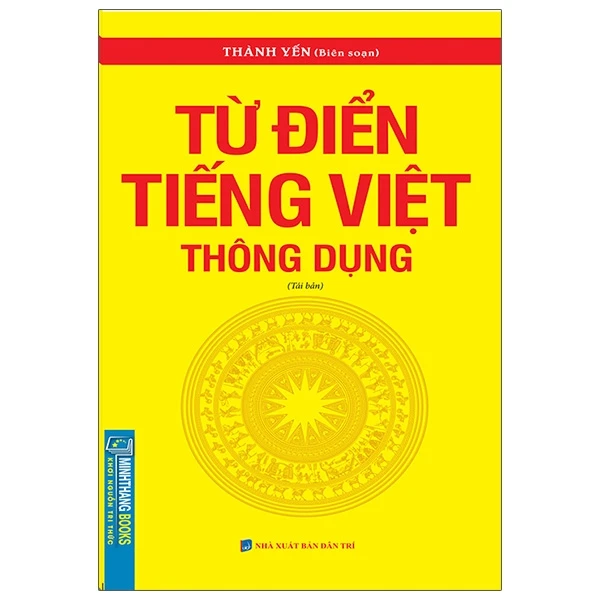 THÀNH YẾN (Biên soạn)
TỪ ĐIỂN
TIẾNG VIỆT
THÔNG DỤNG
(Tái bản)
MINHTHANG BOOKS
KHƠI NGUỒN TRI THỨC
NHÀ XUẤT BẢN DÂN TRÍ